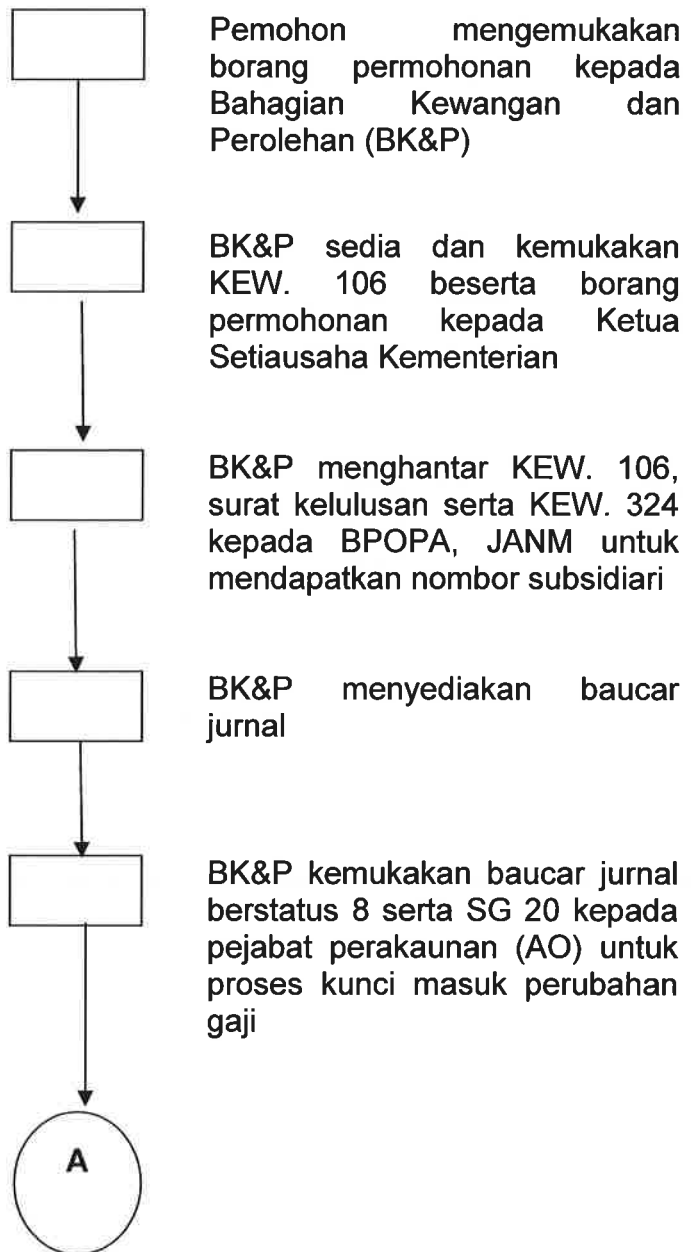 Pemohon mengemukakan
borang permohonan kepada
Bahagian Kewangan dan
Perolehan (BK&P)
BK&P sedia dan kemukakan
KEW. 106 beserta borang
permohonan kepada Ketua
Setiausaha Kementerian
BK&P menghantar KEW. 106,
surat kelulusan serta KEW. 324
kepada BPOPA, JANM untuk
mendapatkan nombor subsidiari
BK&P menyediakan baucar
jurnal
BK&P kemukakan baucar jurnal
berstatus 8 serta SG 20 kepada
pejabat perakaunan (AO) untuk
proses kunci masuk perubahan
gaji
A